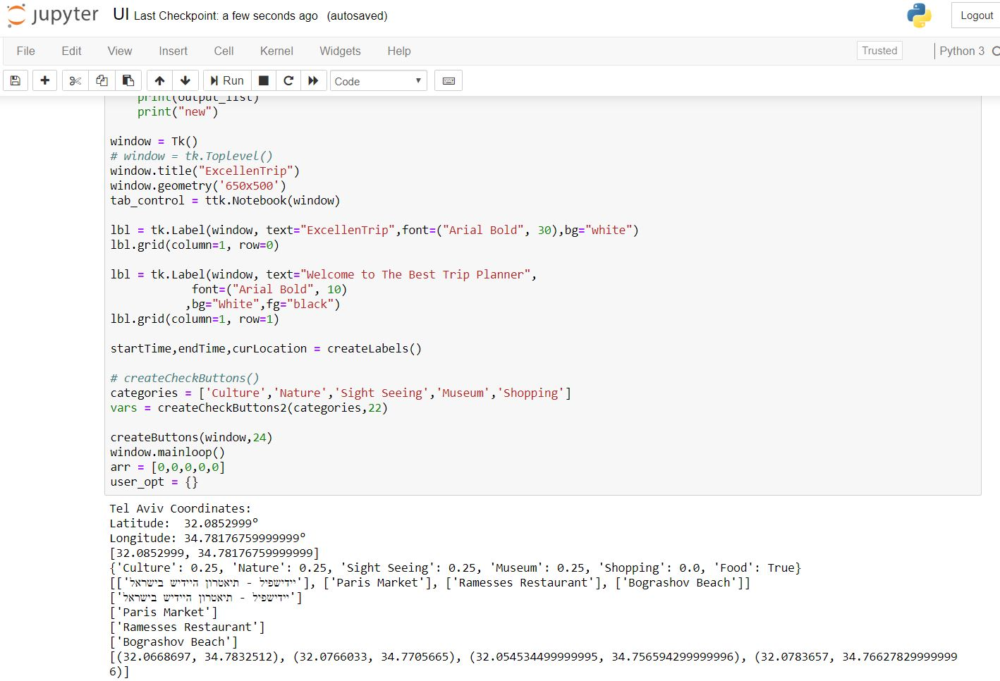 jupyter UI Last Checkpoint: a few seconds ago (autosaved) Logout
File Edit View Insert Cell Kernel Widgets Help Trusted Python 3
Run Code
print(output_list)
print("new")
window = Tk()
# window = tk.Toplevel()
window.title("ExcellenTrip")
window.geometry('650x500')
tab_control = ttk.Notebook(window)
lbl = tk.Label(window, text="ExcellenTrip",font=("Arial Bold", 30),bg="white")
lbl.grid(column=1, row=0)
lbl = tk.Label(window, text="Welcome to The Best Trip Planner",
font=("Arial Bold", 10)
,bg="White",fg="black")
lbl.grid(column=1, row=1)
startTime,endTime,curLocation = createLabels()
# createCheckButtons()
categories = ['Culture','Nature','Sight Seeing','Museum','Shopping']
vars = createCheckButtons2(categories,22)
createButtons(window,24)
window.mainloop()
arr = [0,0,0,0,0]
user_opt = {}
Tel Aviv Coordinates:
Latitude:  32.0852999°
Longitude: 34.78176759999999°
[32.0852999, 34.78176759999999]
{'Culture': 0.25, 'Nature': 0.25, 'Sight Seeing': 0.25, 'Museum': 0.25, 'Shopping': 0.0, 'Food': True}
[['יידישפיל - תיאטרון היידיש בישראל'], ['Paris Market'], ['Ramesses Restaurant'], ['Bograshov Beach']]
['יידישפיל - תיאטרון היידיש בישראל']
['Paris Market']
['Ramesses Restaurant']
['Bograshov Beach']
[(32.0668697, 34.7832512), (32.0766033, 34.7705665), (32.054534499999995, 34.756594299999996), (32.0783657, 34.76627829999999
6)]